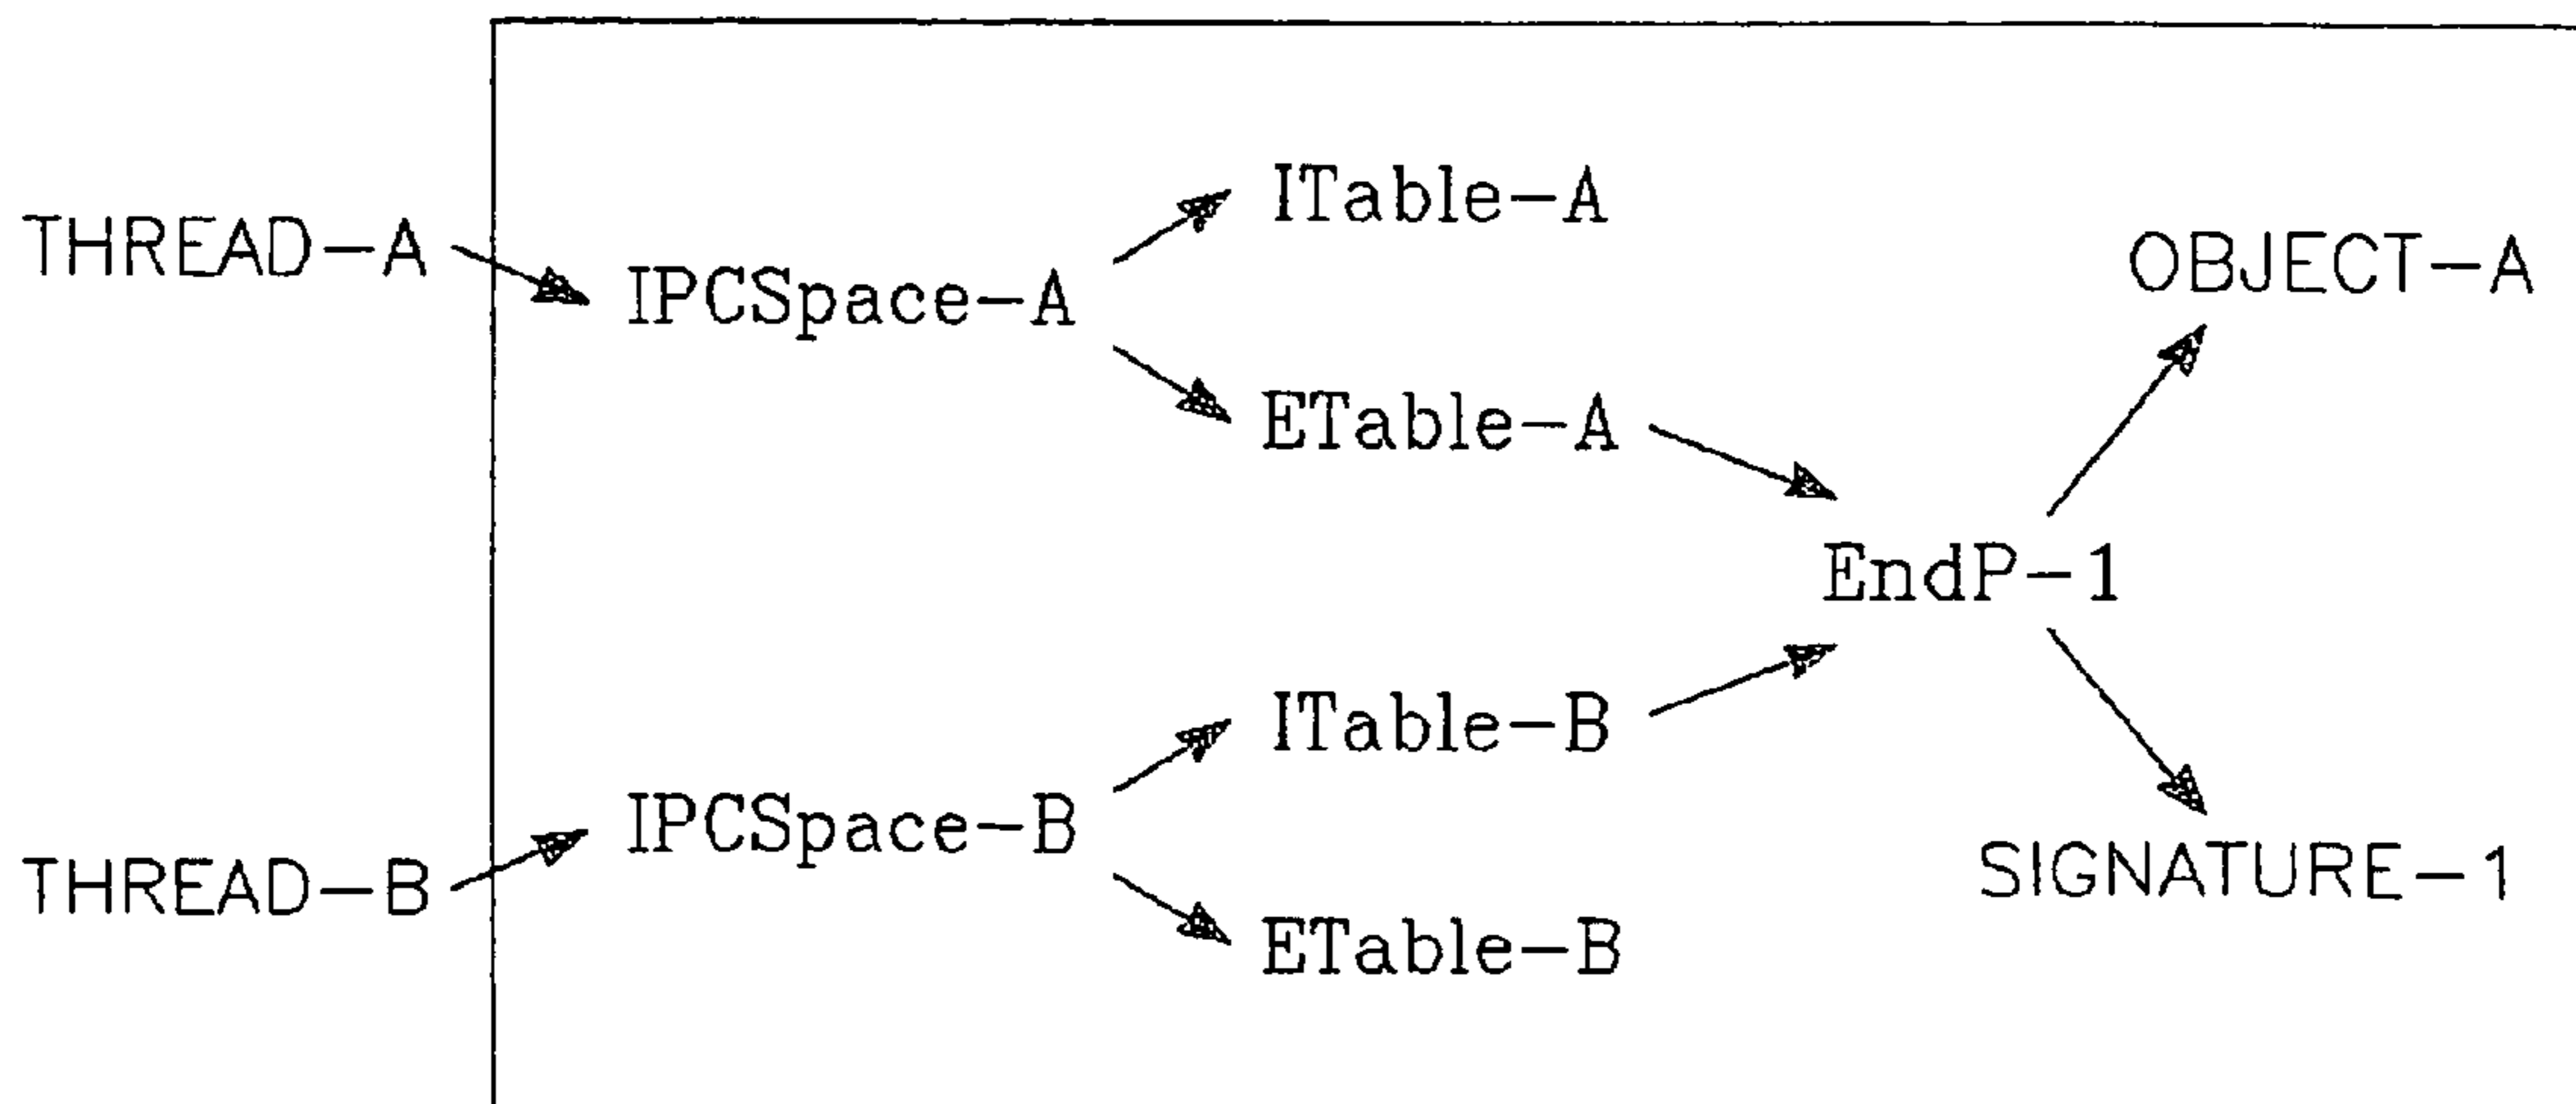 ITable-A
THREAD-A
OBJECT-A
IPCSpace-A
ETable-A
EndP-1
ITable-B
IPCSpace-B
THREAD-B
SIGNATURE-1
ETable-B